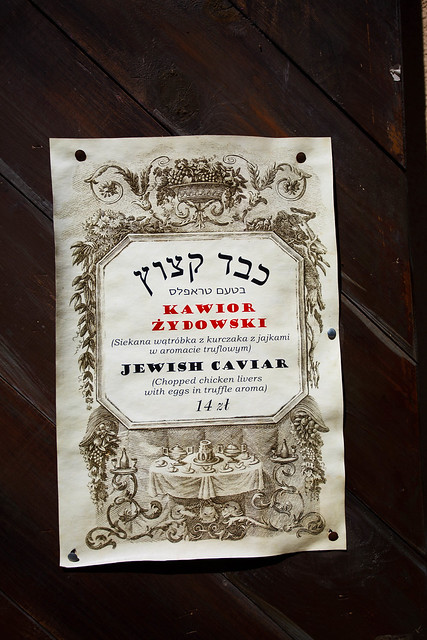 כבד קצוץ
בטעם טראפלס
KAWIOR
ŻYDOWSKI
(Siekana wątróbka z kurczaka z jajkami
w aromacie truflowym)
JEWISH CAVIAR
(Chopped chicken livers
with eggs in truffle aroma)
14 zł